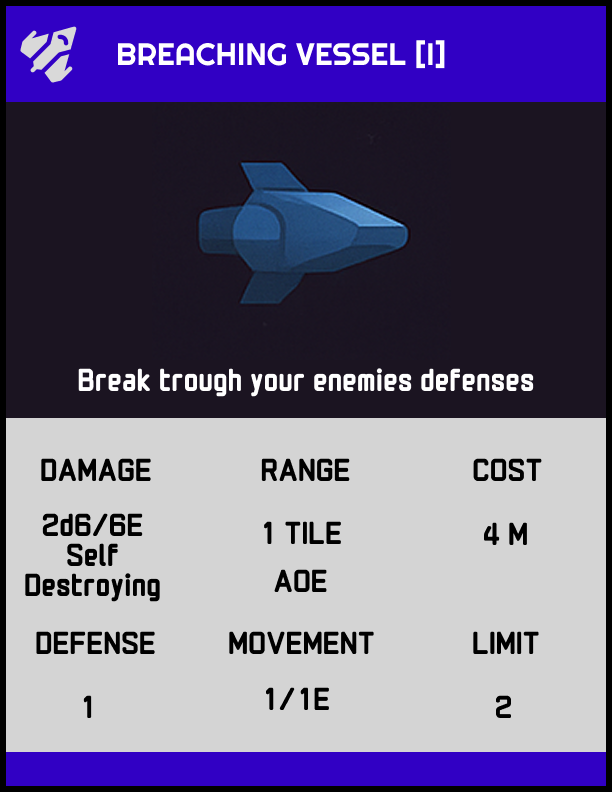 BREACHING VESSEL [I]
Break trough your enemies defenses
DAMAGE
2d6/6E
Self
Destroying
RANGE
1 TILE
AOE
COST
4 M
DEFENSE
1
MOVEMENT
1/1E
LIMIT
2